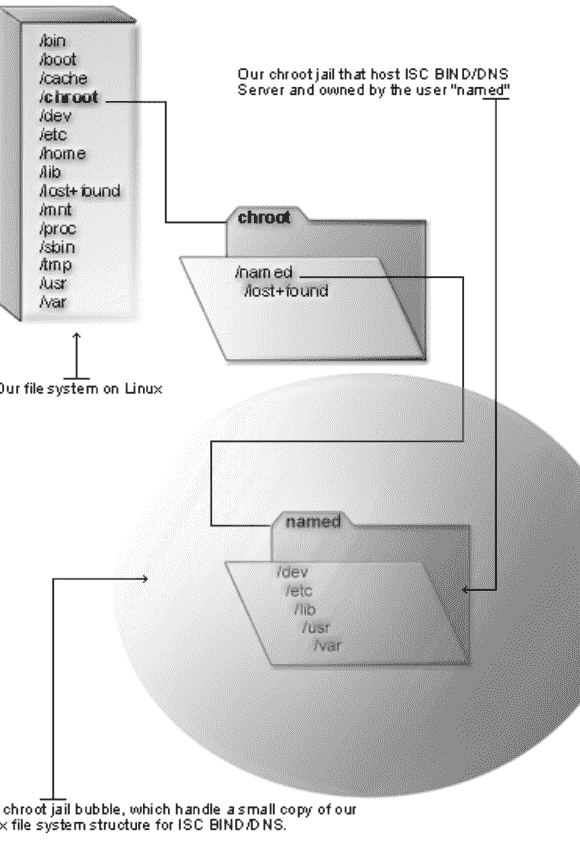 /bin
/boot
/cache
/chroot
/dev
/etc
/home
/lib
/lost+found
/mnt
/proc
/sbin
/tmp
/usr
/var
Our chroot jail that host ISC BIND/DNS
Server and owned by the user "named"
chroot
/named
/lost+found
Our file system on Linux
named
/dev
/etc
/lib
/usr
/var
chroot jail bubble, which handle a small copy of our
x file system structure for ISC BIND/DNS.